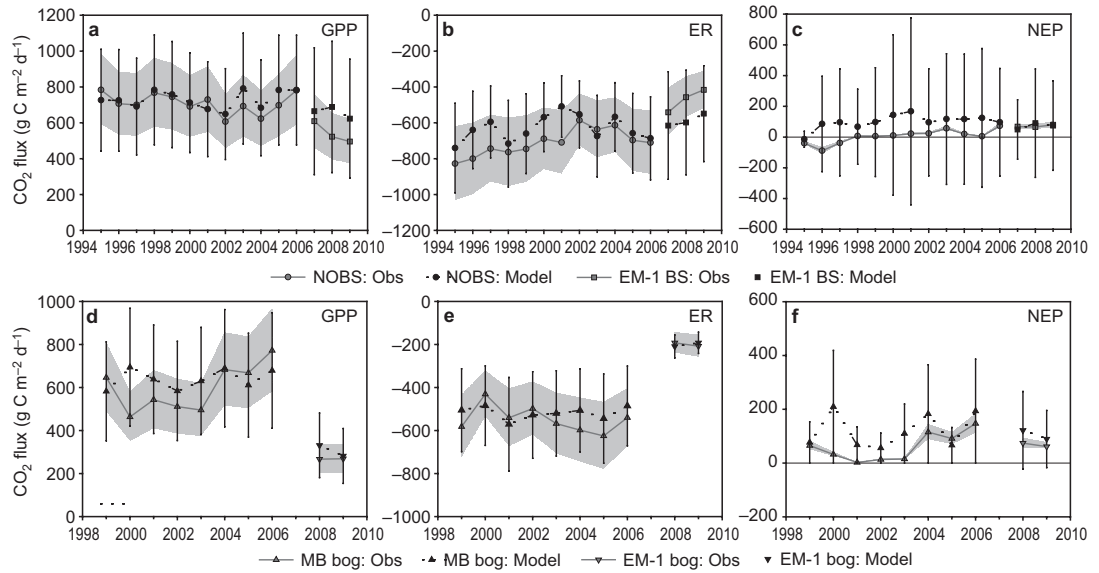 a GPP b ER c NEP
CO₂ flux (g C m⁻² d⁻¹)
1200 1000 800 600 400 200 0
1994 1996 1998 2000 2002 2004 2006 2008 2010
0 –200 –400 –600 –800 –1000 –1200
1994 1996 1998 2000 2002 2004 2006 2008 2010
800 600 400 200 0 –200 –400 –600
1994 1996 1998 2000 2002 2004 2006 2008 2010
NOBS: Obs NOBS: Model EM-1 BS: Obs EM-1 BS: Model
d GPP e ER f NEP
CO₂ flux (g C m⁻² d⁻¹)
1000 800 600 400 200 0
1998 2000 2002 2004 2006 2008 2010
–0 –200 –400 –600 –800 –1000
1998 2000 2002 2004 2006 2008 2010
600 400 200 0 –200
1998 2000 2002 2004 2006 2008 2010
MB bog: Obs MB bog: Model EM-1 bog: Obs EM-1 bog: Model